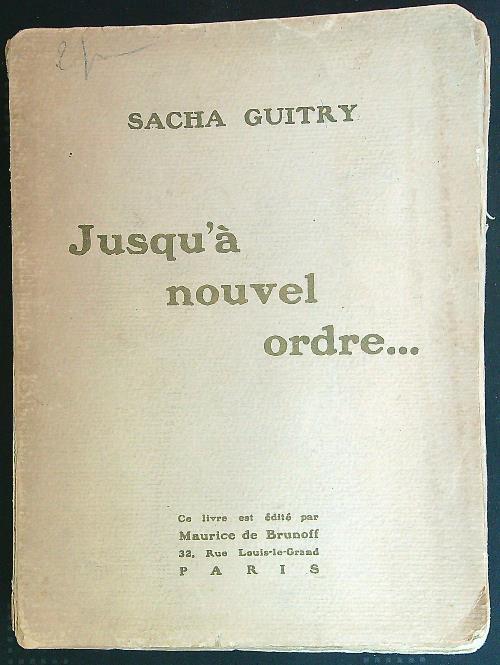 SACHA GUITRY
Jusqu'à
nouvel
ordre...
Ce livre est édité par
Maurice de Brunoff
32, Rue Louis-le-Grand
PARIS